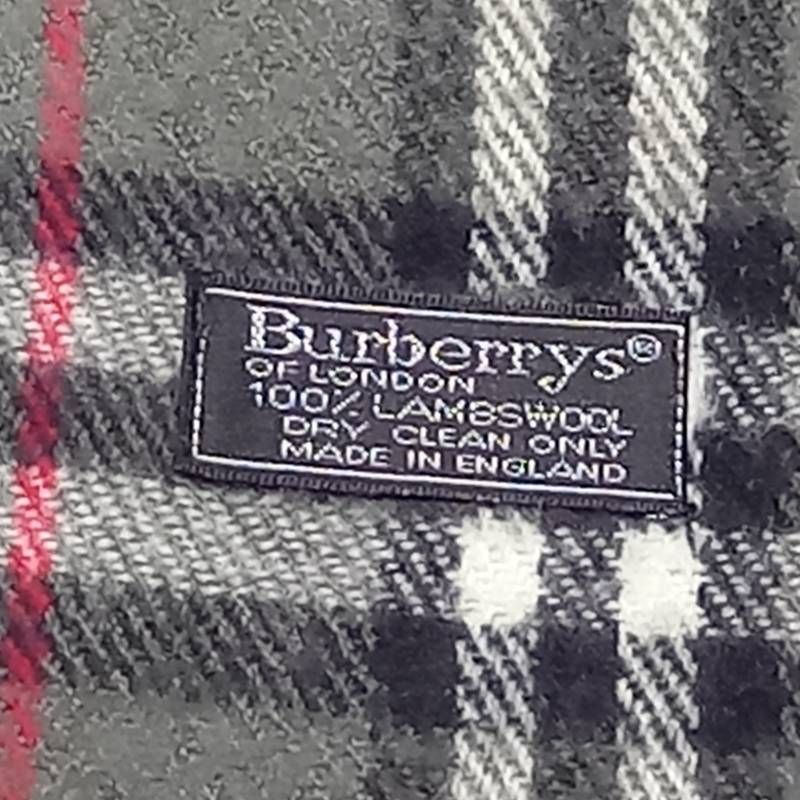 Burberrys®
OF LONDON
100% LAMBSWOOL
DRY CLEAN ONLY
MADE IN ENGLAND